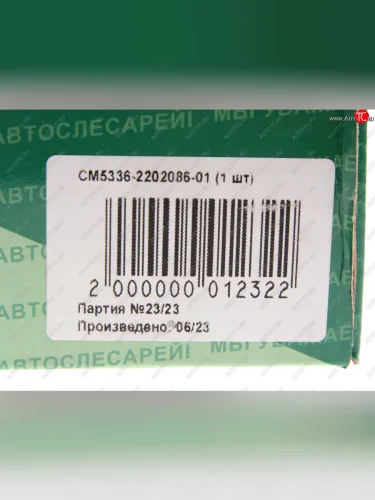 АВТОСЛЕСАРЕЙ! МЫ УВАЖАЕ
СМ5336-2202086-01 (1 шт)
2 000000 012322
Партия №23/23
Произведено: 06/23
АВТОСЛЕСАРЕЙ! МЫ УВАЖАЕ